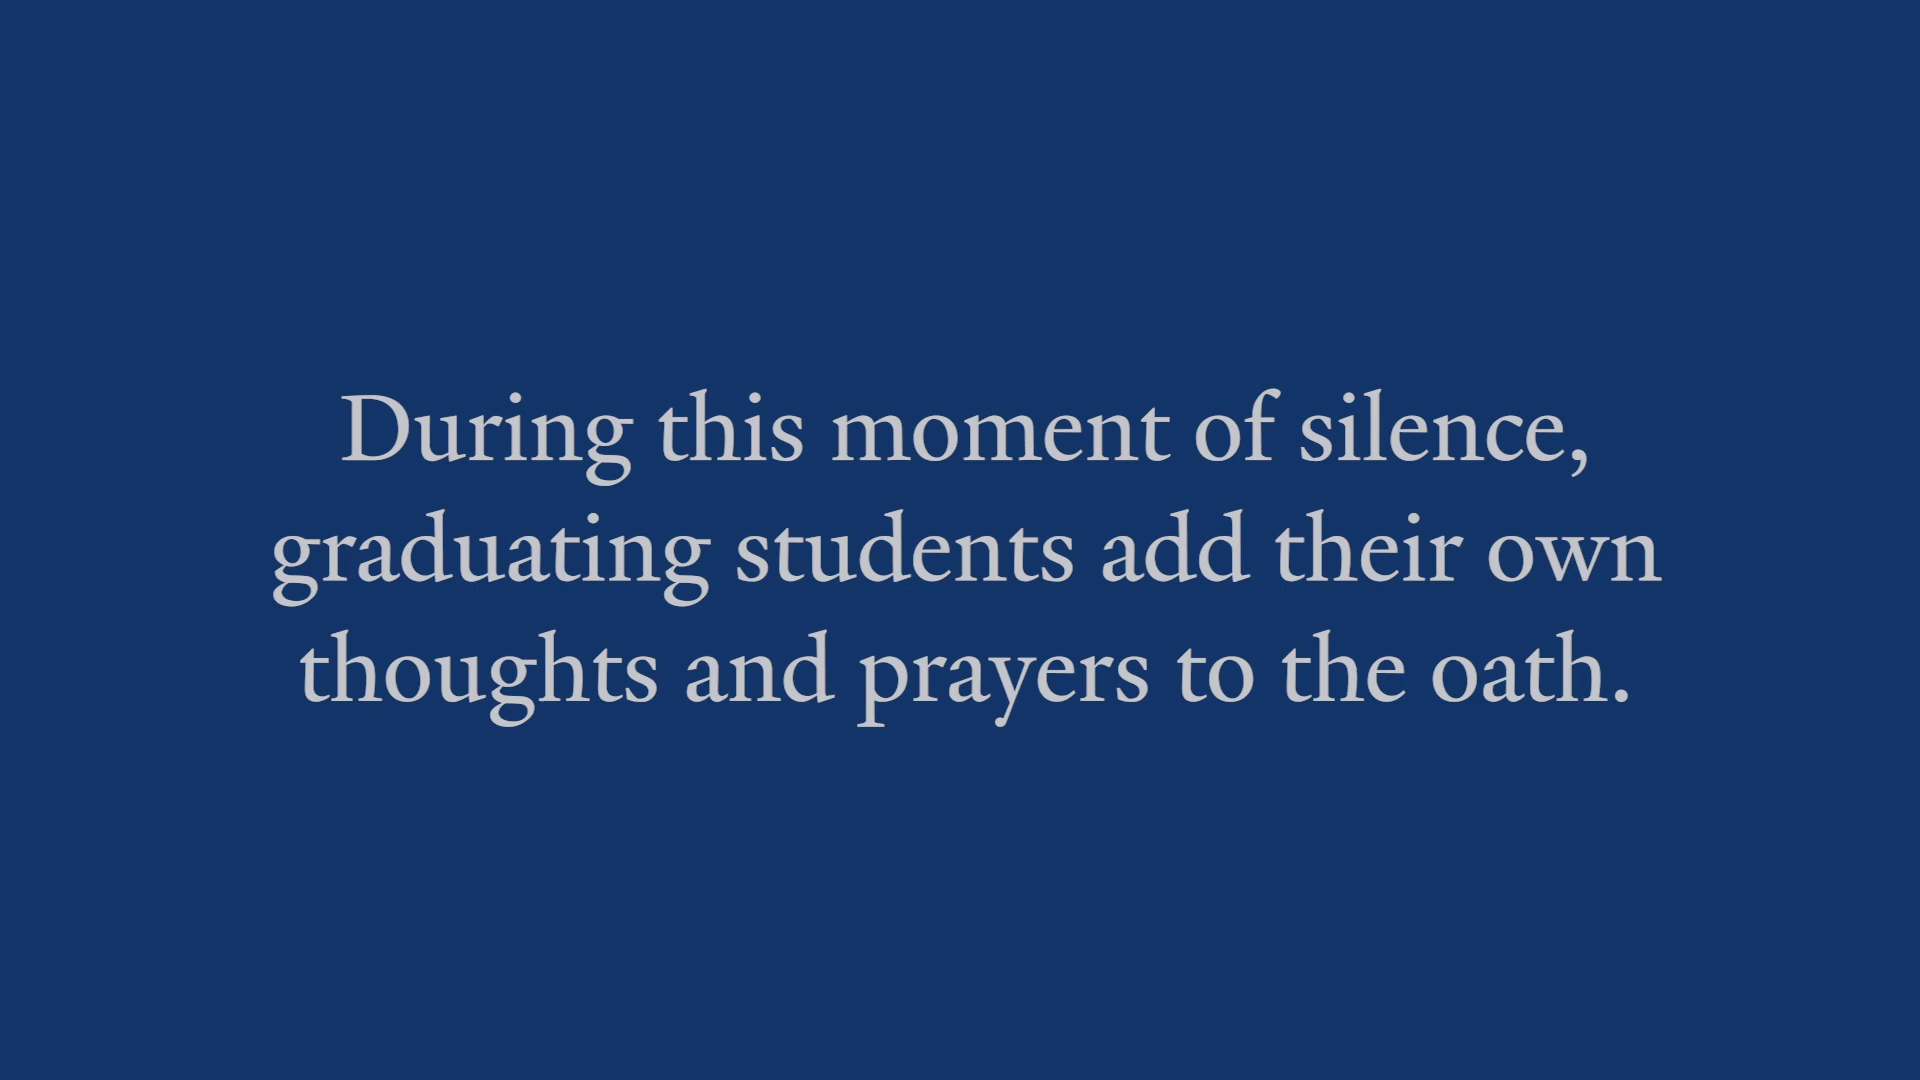 During this moment of silence,
graduating students add their own
thoughts and prayers to the oath.